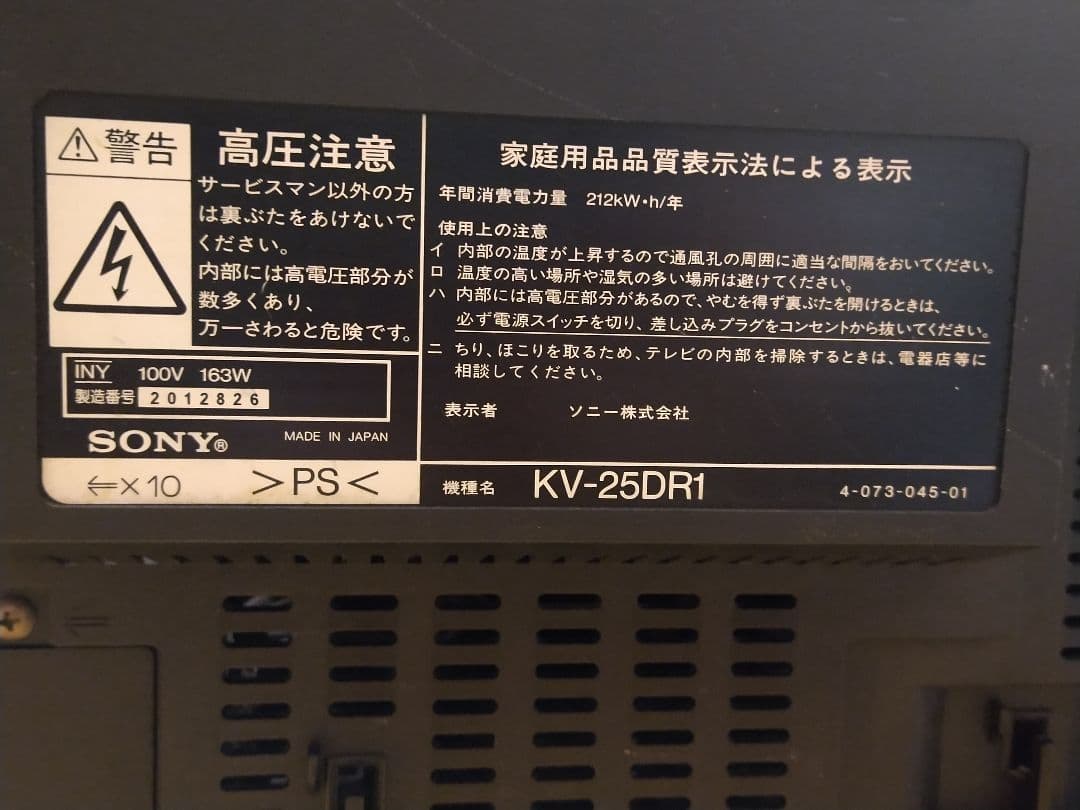 ⚠警告
高圧注意
サービスマン以外の方
は裏ぶたをあけないで
ください。
内部には高電圧部分が
数多くあり、
万一さわると危険です。
INY 100V 163W
製造番号 2012826
SONY®
MADE IN JAPAN
⇐×10 >PS<
家庭用品品質表示法による表示
年間消費電力量 212kW・h/年
使用上の注意
イ 内部の温度が上昇するので通風孔の周囲に適当な間隔をおいてください。
ロ 温度の高い場所や湿気の多い場所は避けてください。
ハ 内部には高電圧部分があるので、やむを得ず裏ぶたを開けるときは、
必ず電源スイッチを切り、差し込みプラグをコンセントから抜いてください。
ニ ちり、ほこりを取るため、テレビの内部を掃除するときは、電器店等に
相談してください。
表示者 ソニー株式会社
機種名 KV-25DR1 4-073-045-01